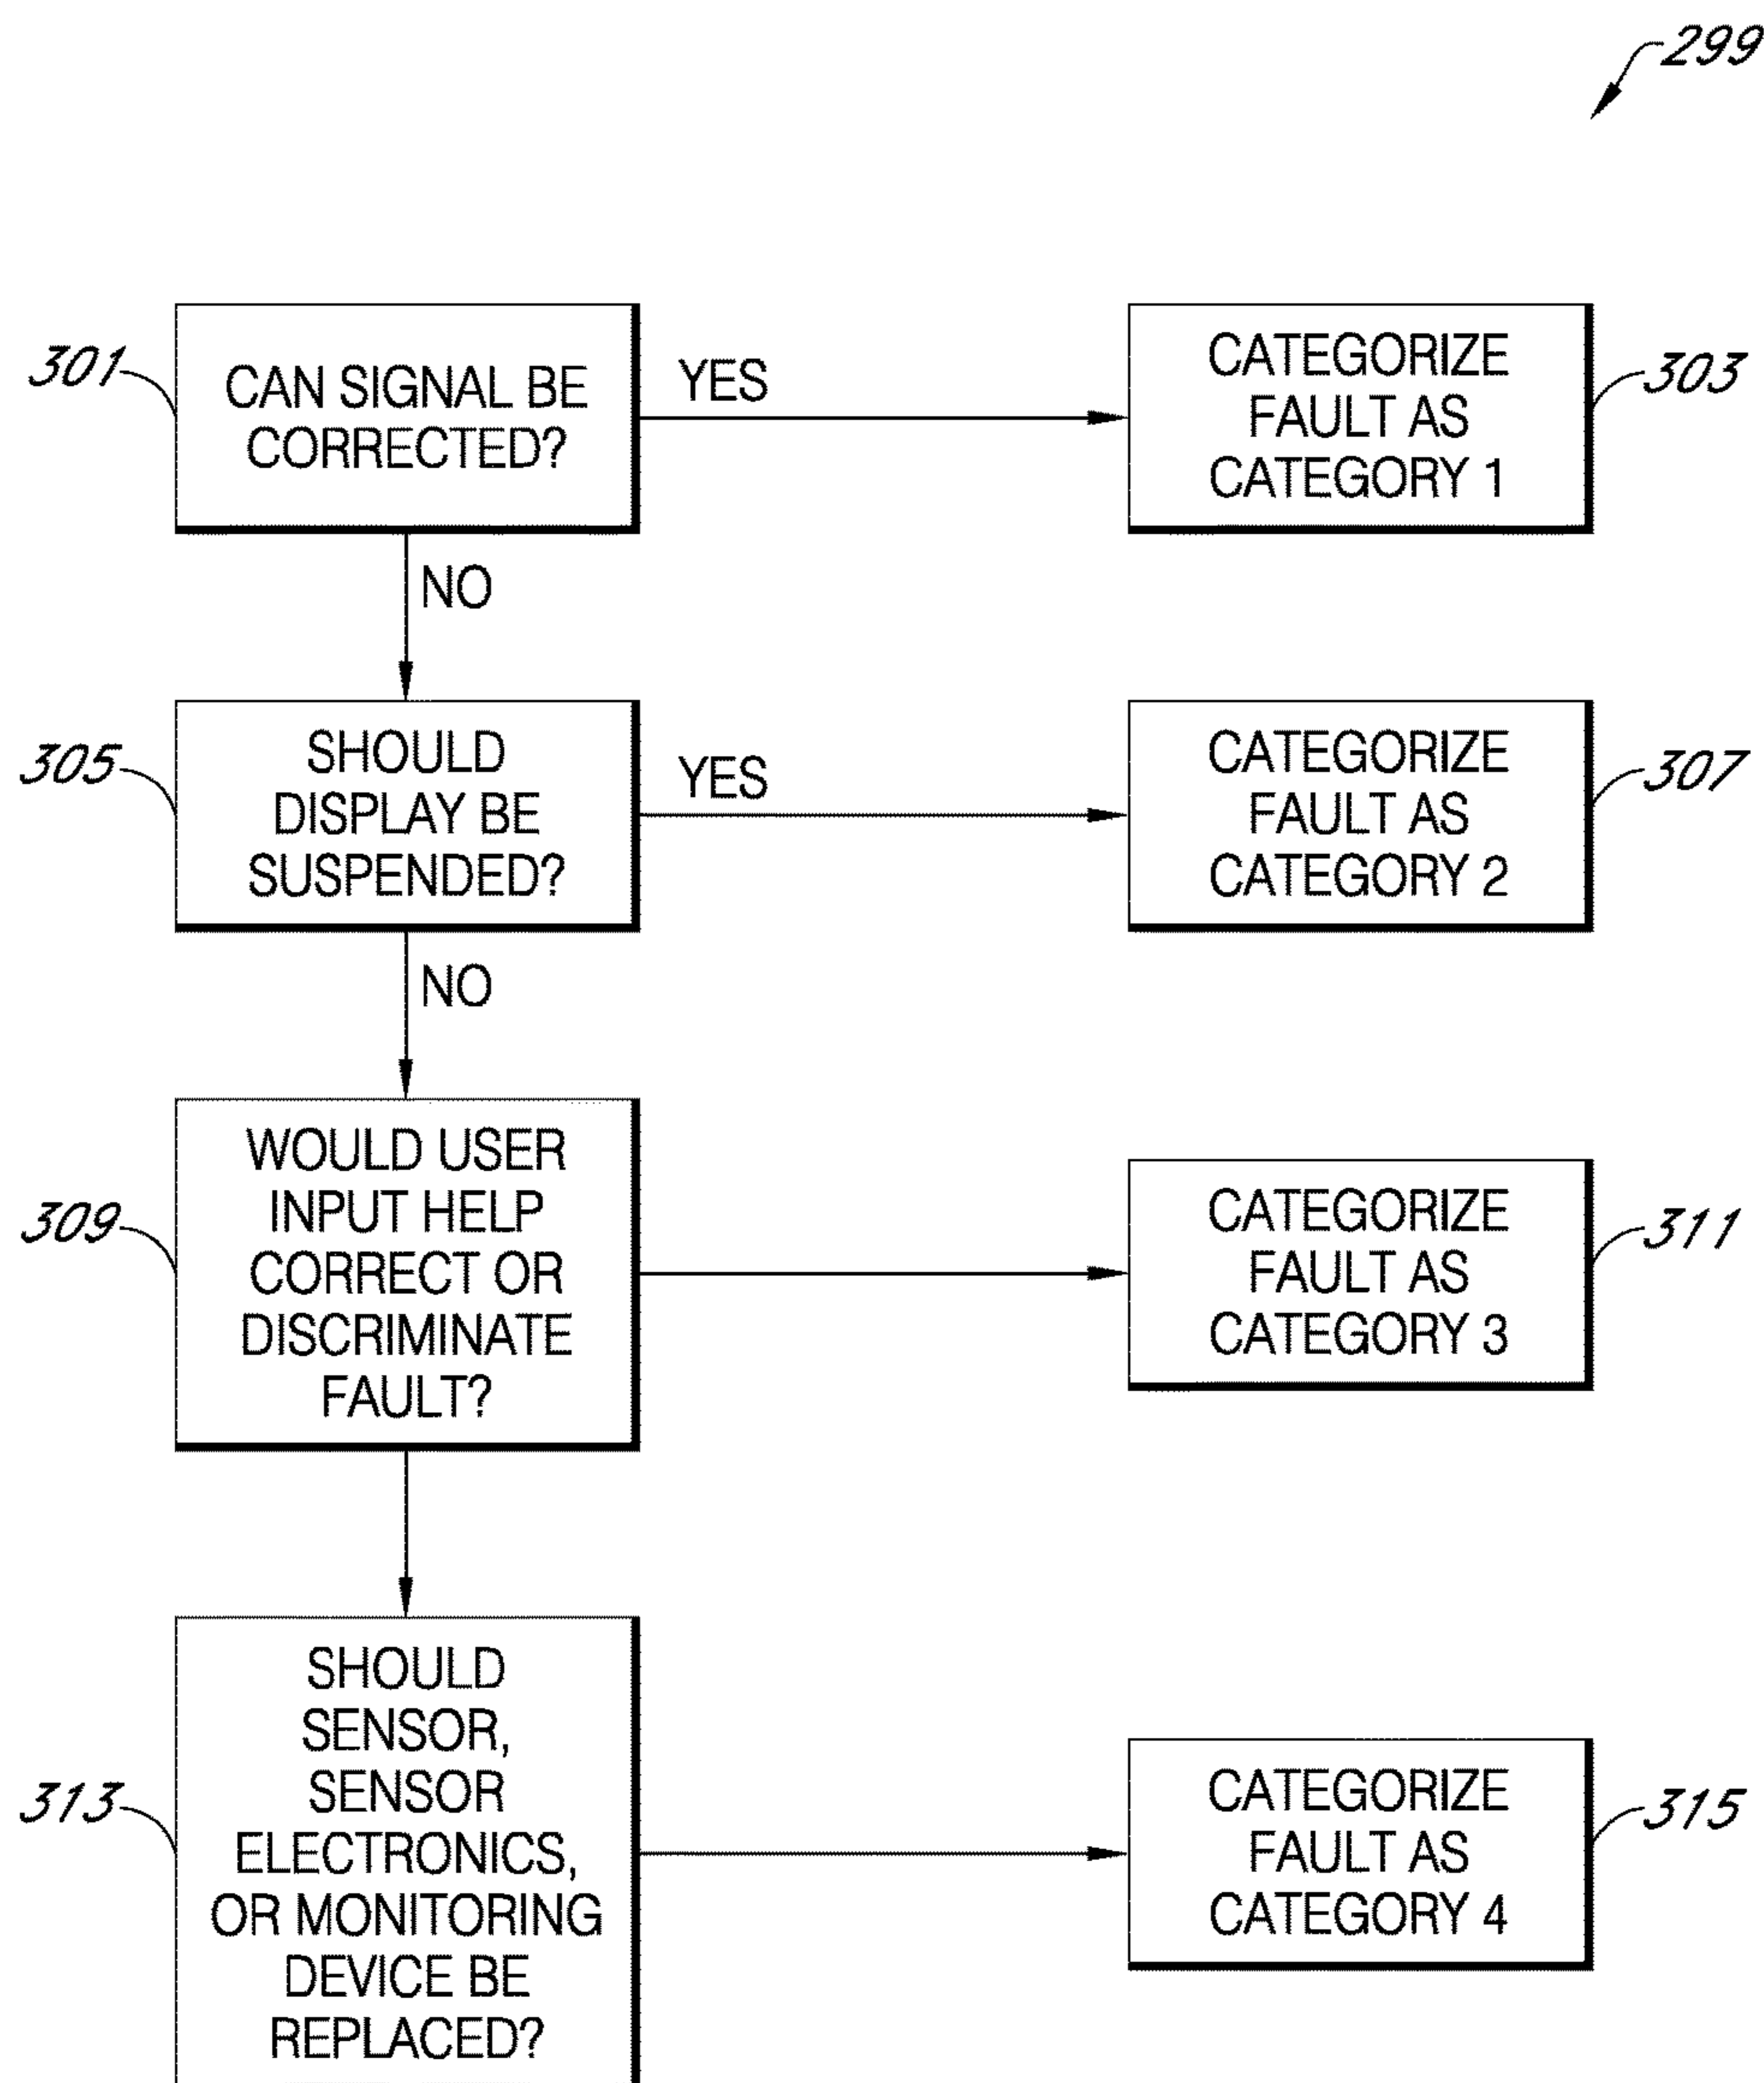 299
301
CAN SIGNAL BE
CORRECTED?
YES
CATEGORIZE
FAULT AS
CATEGORY 1
303
NO
305
SHOULD
DISPLAY BE
SUSPENDED?
YES
CATEGORIZE
FAULT AS
CATEGORY 2
307
NO
309
WOULD USER
INPUT HELP
CORRECT OR
DISCRIMINATE
FAULT?
CATEGORIZE
FAULT AS
CATEGORY 3
311
313
SHOULD
SENSOR,
SENSOR
ELECTRONICS,
OR MONITORING
DEVICE BE
REPLACED?
CATEGORIZE
FAULT AS
CATEGORY 4
315